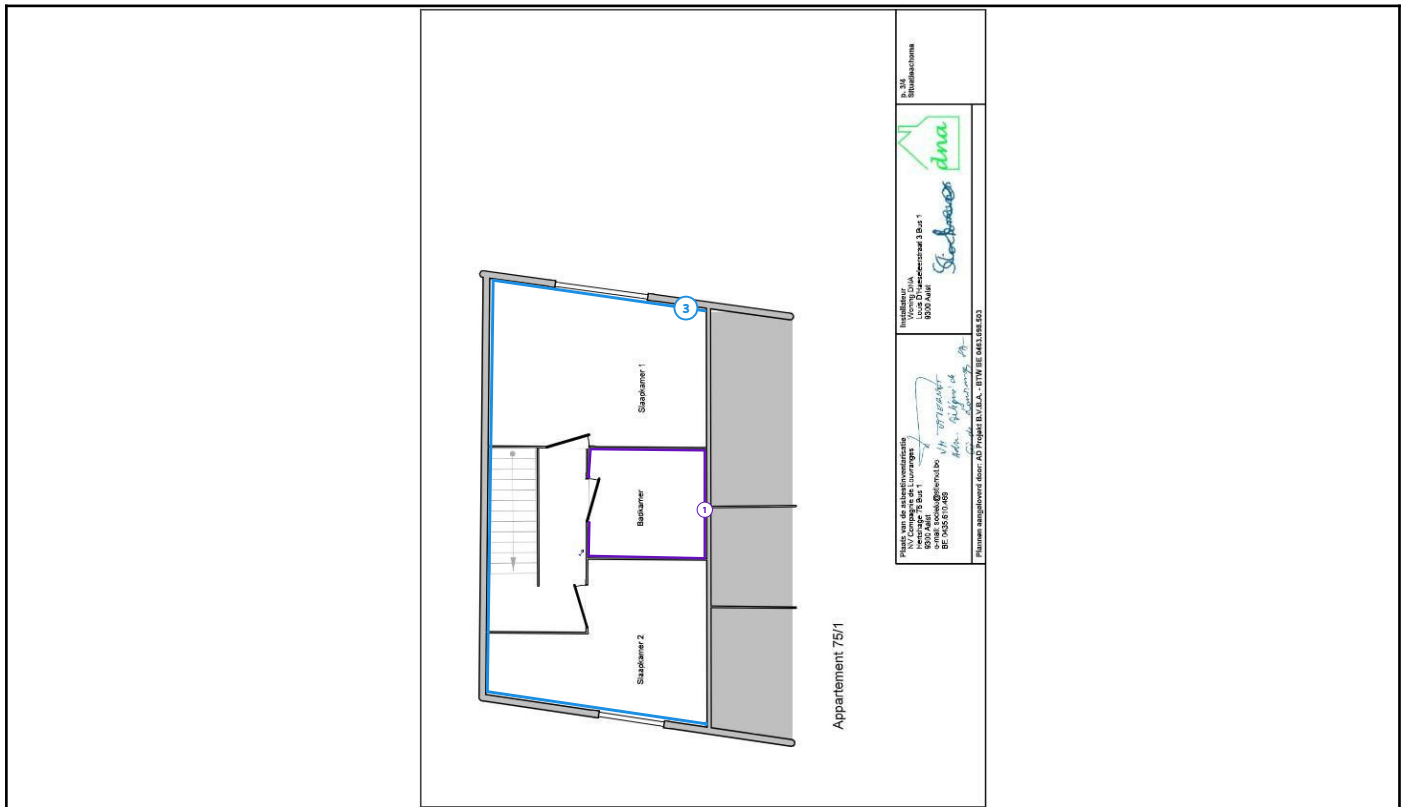 p. 3/4
Situatieschema
Installateur
Woning DNA
Louis D'Haeseleerstraat 3 Bus 1
9300 Aalst
dna
Plaats van de asbestinventarisatie
NV Compagnie de Louvranges
Hertshage 75 Bus 1
9300 Aalst
BE 0435.610.469
Plannen aangeleverd door: AD Projekt B.V.B.A. - BTW BE 0463.698.503
3
Slaapkamer 1
Badkamer
1
Slaapkamer 2
Appartement 75/1